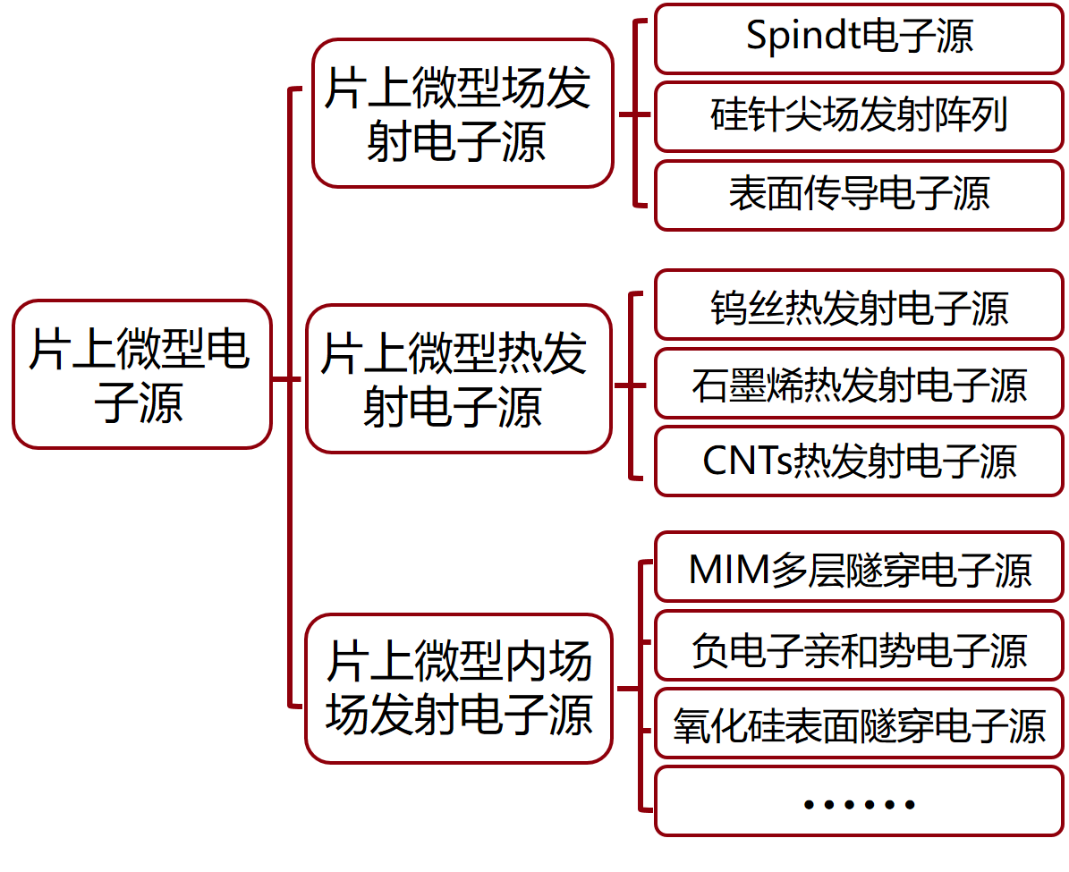 片上微型电
子源
片上微型场发
射电子源
Spindt电子源
硅针尖场发射阵列
表面传导电子源
片上微型热发
射电子源
钨丝热发射电子源
石墨烯热发射电子源
CNTs热发射电子源
片上微型内场
场发射电子源
MIM多层隧穿电子源
负电子亲和势电子源
氧化硅表面隧穿电子源
······